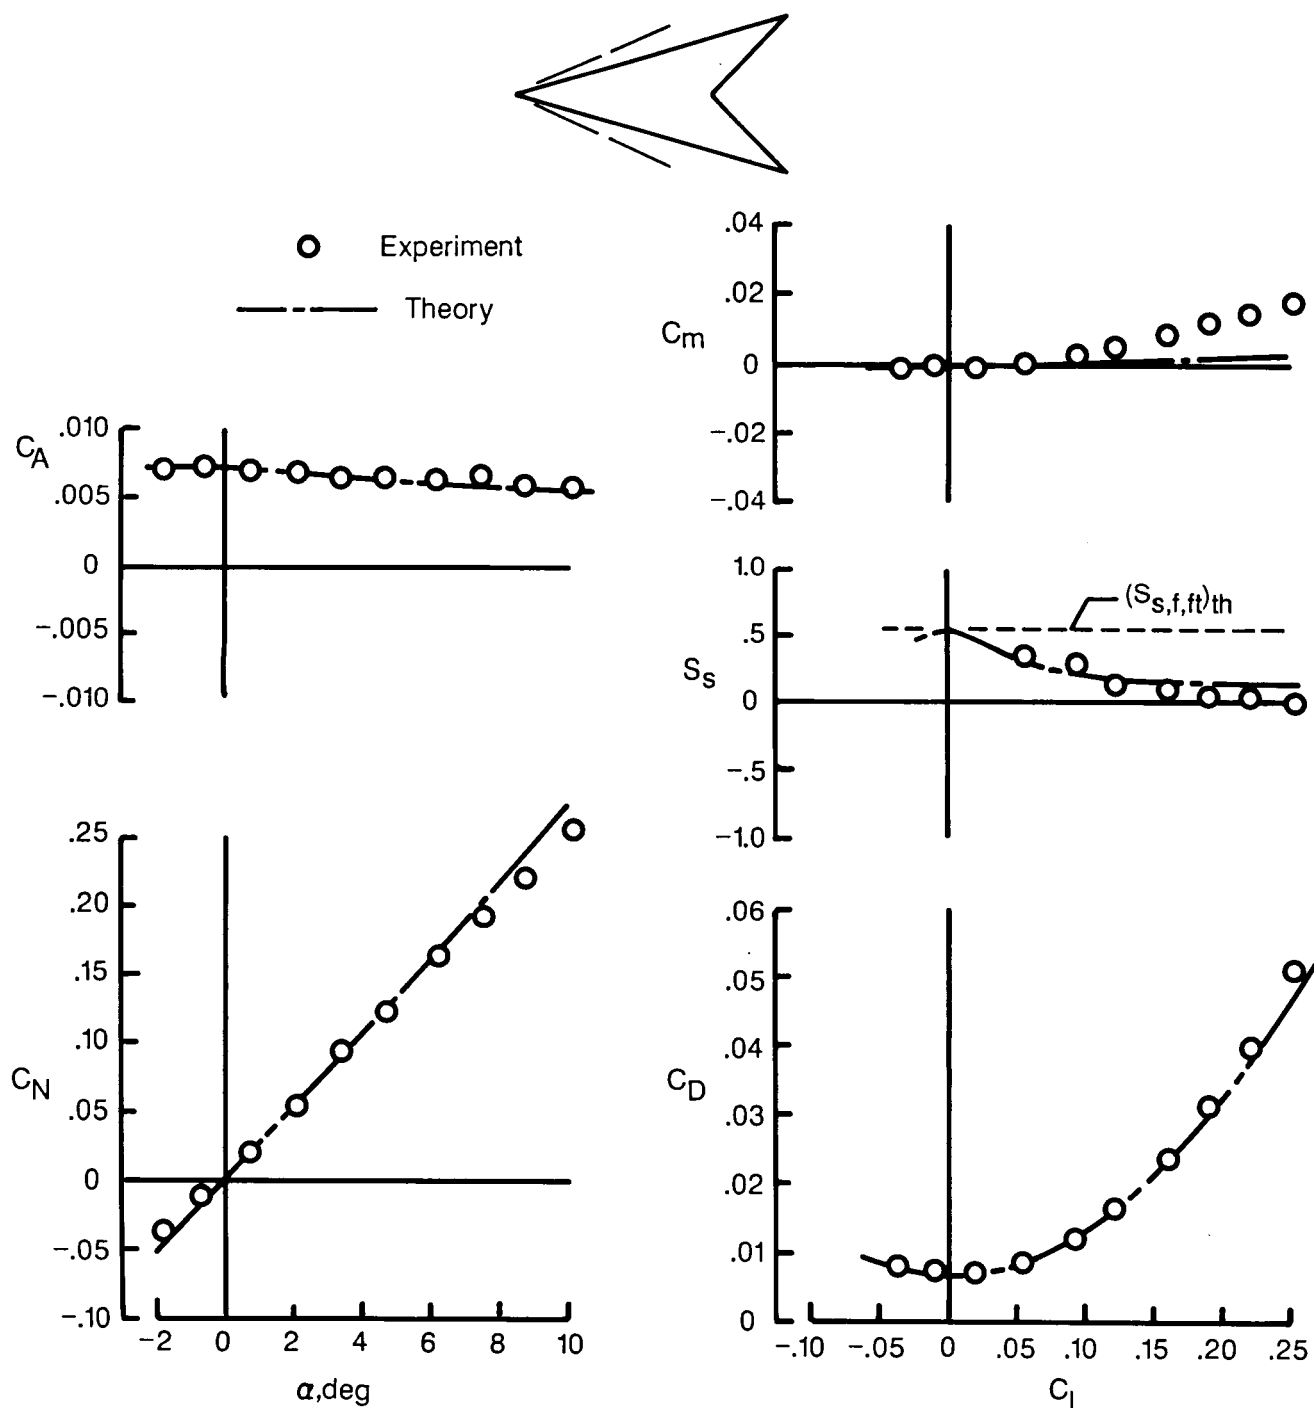 Experiment
Theory
C_A
.010
.005
0
-.005
-.010
C_N
.25
.20
.15
.10
.05
0
-.05
-.10
-2 0 2 4 6 8 10
α,deg
C_m
.04
.02
0
-.02
-.04
S_s
1.0
.5
0
-.5
-1.0
(S_s,f,ft)th
C_D
.06
.05
.04
.03
.02
.01
0
-.10 -.05 0 .05 .10 .15 .20 .25
C_l